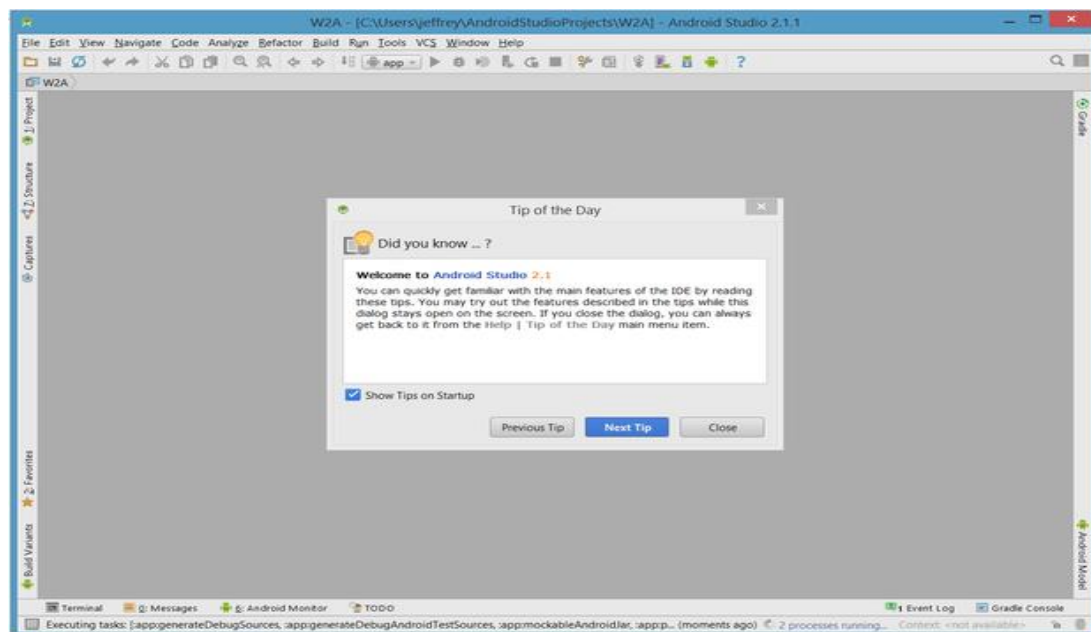 W2A - [C:\Users\jeffrey\AndroidStudioProjects\W2A] - Android Studio 2.1.1
File Edit View Navigate Code Analyze Refactor Build Run Tools VCS Window Help
app
W2A
1: Project
Z: Structure
Captures
2: Favorites
Build Variants
Gradle
Android Model
Tip of the Day
Did you know ... ?
Welcome to Android Studio 2.1
You can quickly get familiar with the main features of the IDE by reading
these tips. You may try out the features described in the tips while this
dialog stays open on the screen. If you close the dialog, you can always
get back to it from the Help | Tip of the Day main menu item.
Show Tips on Startup
Previous Tip Next Tip Close
Terminal 0: Messages 6: Android Monitor TODO 1 Event Log Gradle Console
Executing tasks: [:app:generateDebugSources, :app:generateDebugAndroidTestSources, :app:mockableAndroidJar, :app:p... (moments ago) 2 processes running... Context: <not available>